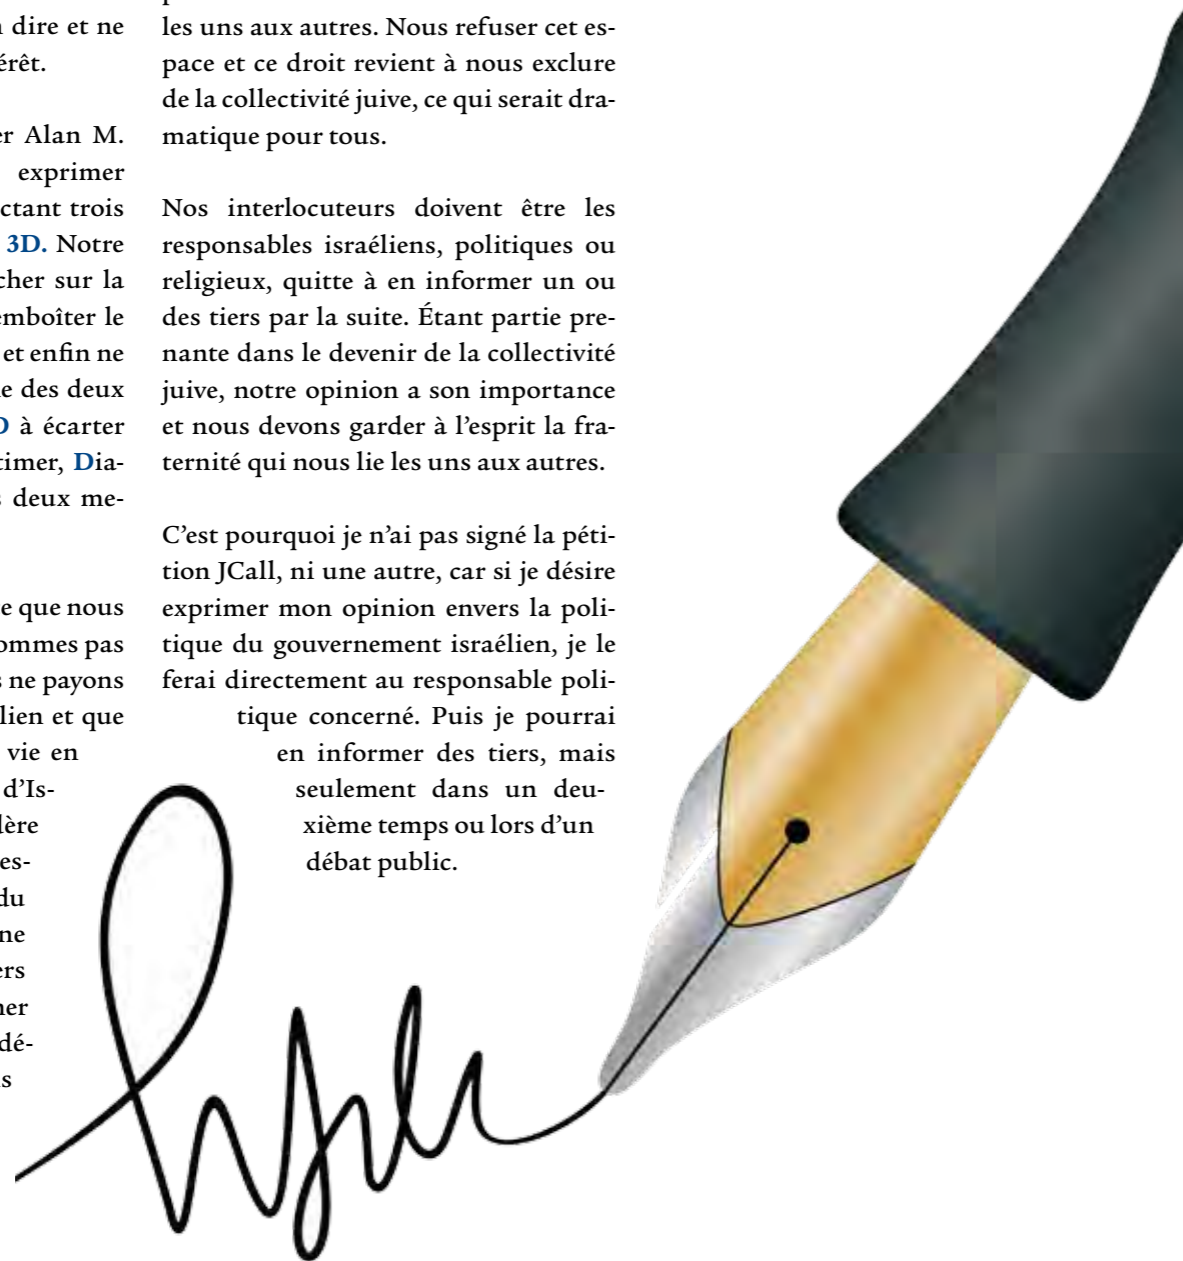 dire et ne
érêt.
er Alan M.
exprimer
ctant trois
3D. Notre
cher sur la
emboîter le
et enfin ne
e des deux
D à écarter
timer, Dia-
s deux me-
e que nous
ommes pas
s ne payons
lien et que
vie en
d’Is-
lère
es-
du
ne
ers
ner
dé-
s
les uns aux autres. Nous refuser cet es-
pace et ce droit revient à nous exclure
de la collectivité juive, ce qui serait dra-
matique pour tous.
Nos interlocuteurs doivent être les
responsables israéliens, politiques ou
religieux, quitte à en informer un ou
des tiers par la suite. Étant partie pre-
nante dans le devenir de la collectivité
juive, notre opinion a son importance
et nous devons garder à l’esprit la fra-
ternité qui nous lie les uns aux autres.
C’est pourquoi je n’ai pas signé la péti-
tion JCall, ni une autre, car si je désire
exprimer mon opinion envers la poli-
tique du gouvernement israélien, je le
ferai directement au responsable poli-
tique concerné. Puis je pourrai
en informer des tiers, mais
seulement dans un deu-
xième temps ou lors d’un
débat public.